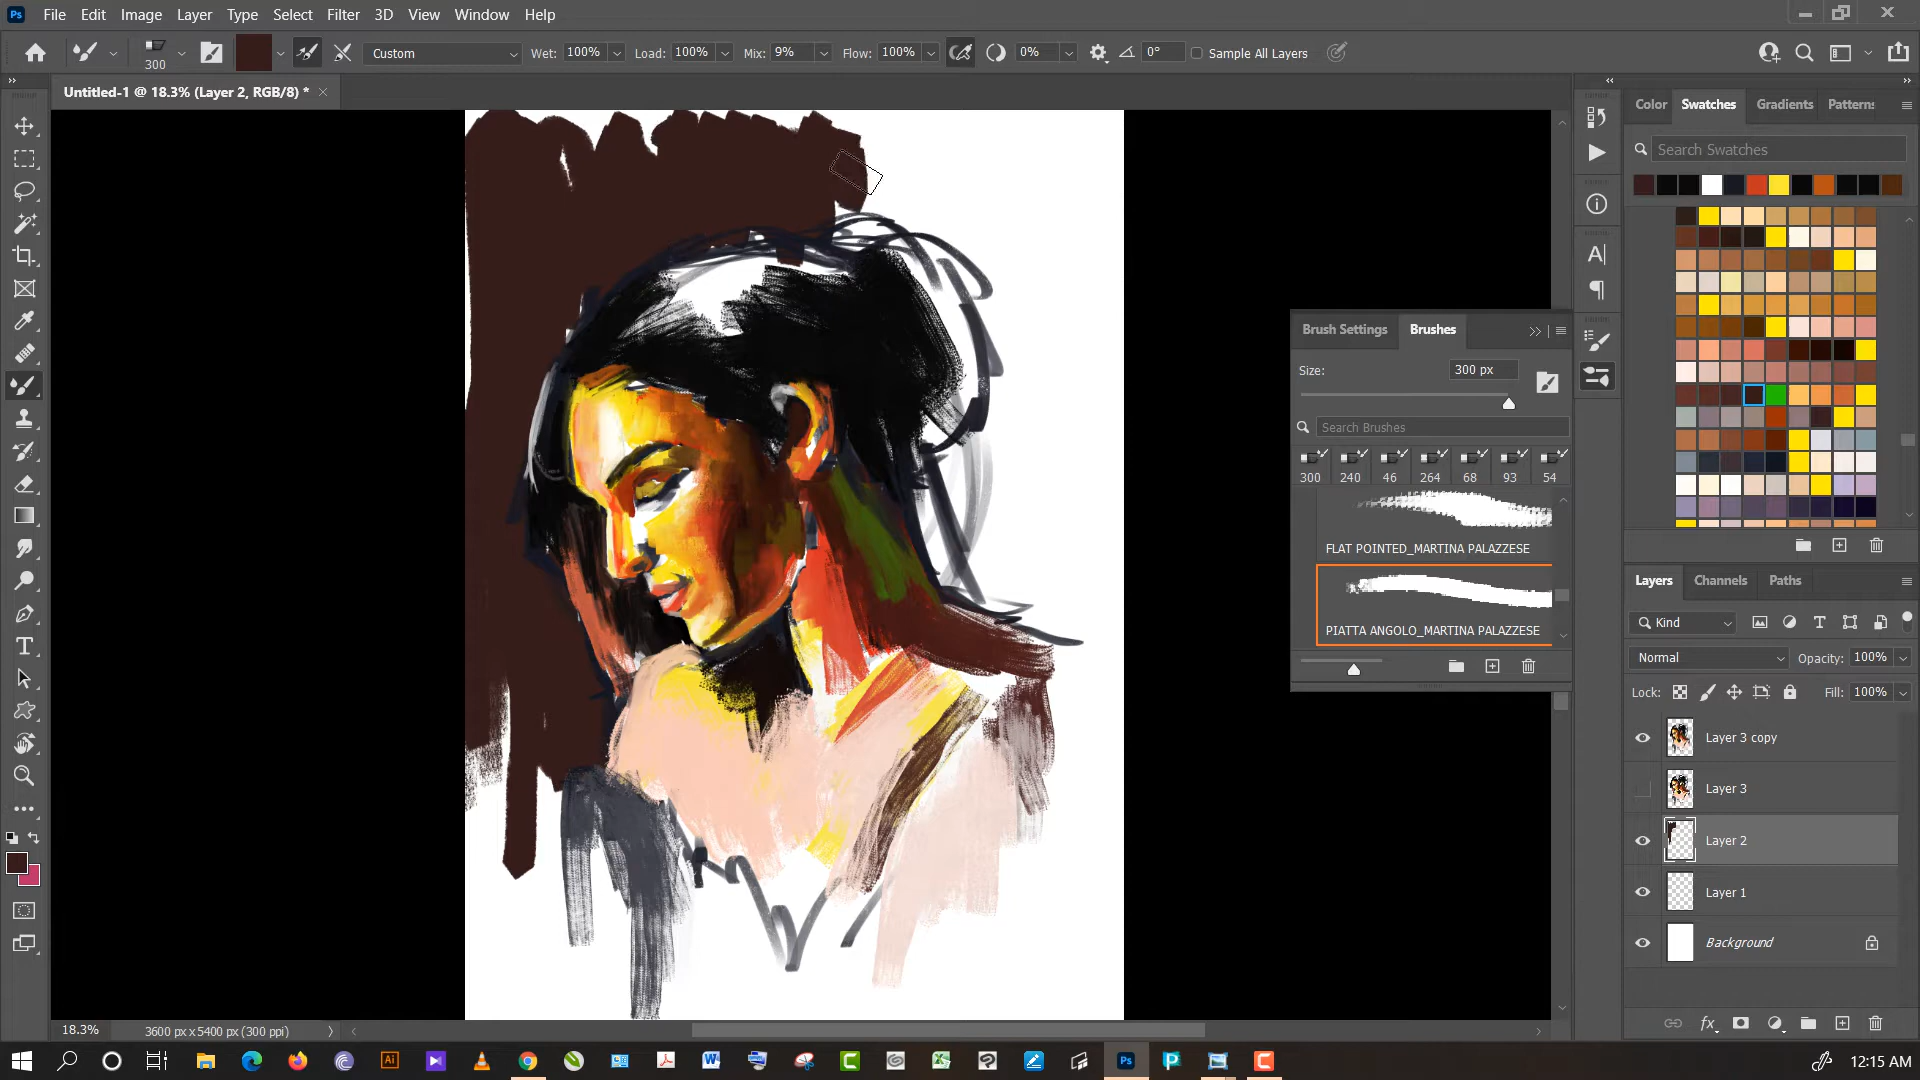 Ps File Edit Image Layer Type Select Filter 3D View Window Help
300 Custom Wet: 100% Load: 100% Mix: 9% Flow: 100% 0% 0° Sample All Layers
Untitled-1 @ 18.3% (Layer 2, RGB/8) * ×
Color Swatches Gradients Patterns
Search Swatches
Brush Settings Brushes
Size: 300 px
Search Brushes
300 240 46 264 68 93 54
FLAT POINTED_MARTINA PALAZZESE
PIATTA ANGOLO_MARTINA PALAZZESE
Layers Channels Paths
Kind
Normal Opacity: 100%
Lock: Fill: 100%
Layer 3 copy
Layer 3
Layer 2
Layer 1
Background
fx
18.3% 3600 px x 5400 px (300 ppi)
Ai Ps 12:15 AM